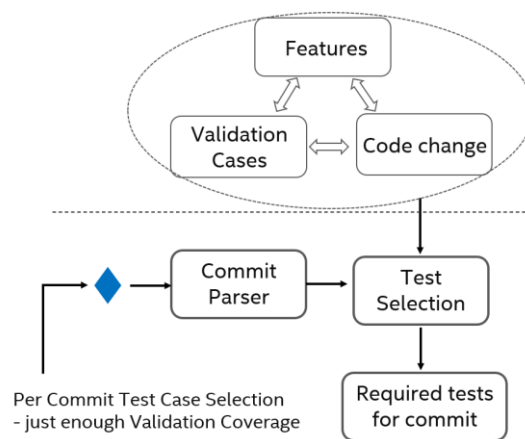 Features
Validation
Cases
Code change
Commit
Parser
Test
Selection
Per Commit Test Case Selection
- just enough Validation Coverage
Required tests
for commit